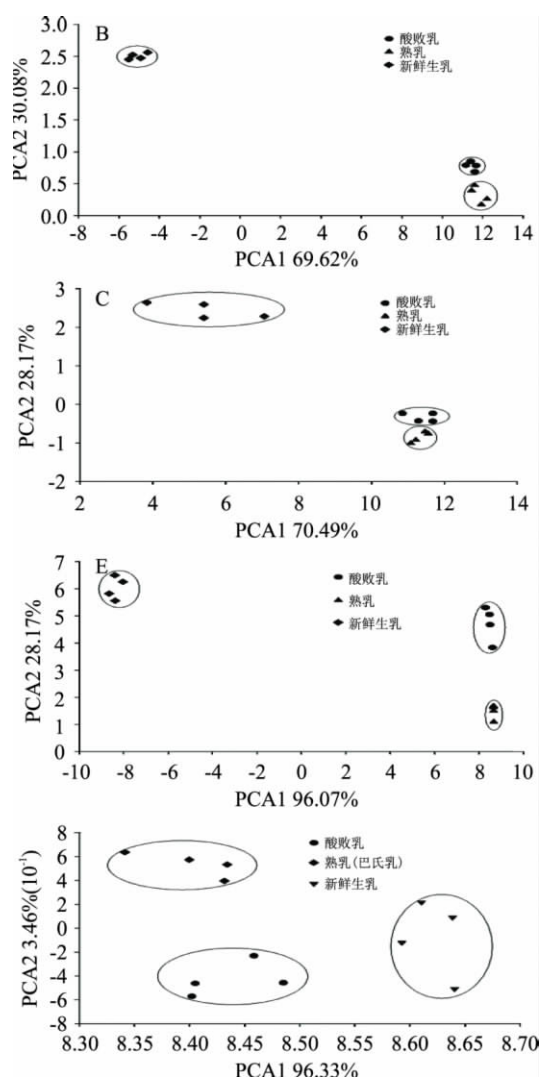 B
酸败乳
熟乳
新鲜生乳
3.0
2.5
2.0
1.5
1.0
0.5
0.0
PCA2 30.08%
-8 -6 -4 -2 0 2 4 6 8 10 12 14
PCA1 69.62%
C
酸败乳
熟乳
新鲜生乳
3
2
1
0
-1
-2
PCA2 28.17%
2 4 6 8 10 12 14
PCA1 70.49%
E
酸败乳
熟乳
新鲜生乳
7
6
5
4
3
2
1
0
PCA2 28.17%
-10 -8 -6 -4 -2 0 2 4 6 8 10
PCA1 96.07%
酸败乳
熟乳(巴氏乳)
新鲜生乳
8
6
4
2
0
-2
-4
-6
-8
PCA2 3.46%(10⁻¹)
8.30 8.35 8.40 8.45 8.50 8.55 8.60 8.65 8.70
PCA1 96.33%